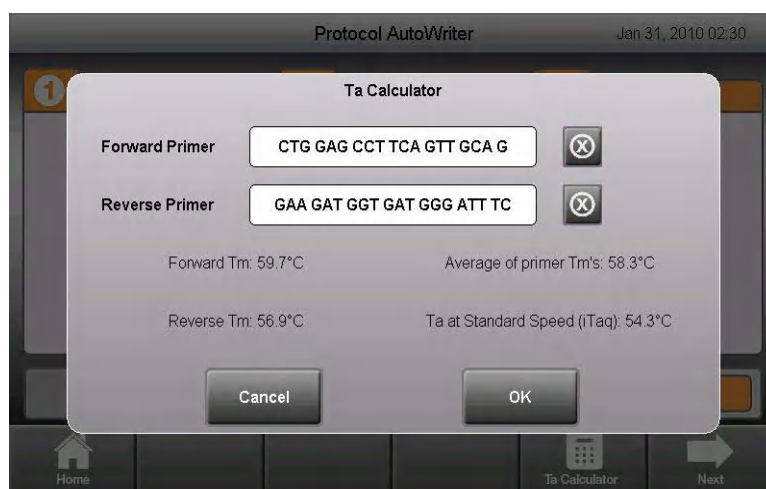 Protocol AutoWriter Jan 31, 2010 02:30
1
Ta Calculator
Forward Primer CTG GAG CCT TCA GTT GCA G
Reverse Primer GAA GAT GGT GAT GGG ATT TC
Forward Tm: 59.7°C Average of primer Tm's: 58.3°C
Reverse Tm: 56.9°C Ta at Standard Speed (iTaq): 54.3°C
Cancel OK
Home Ta Calculator Next